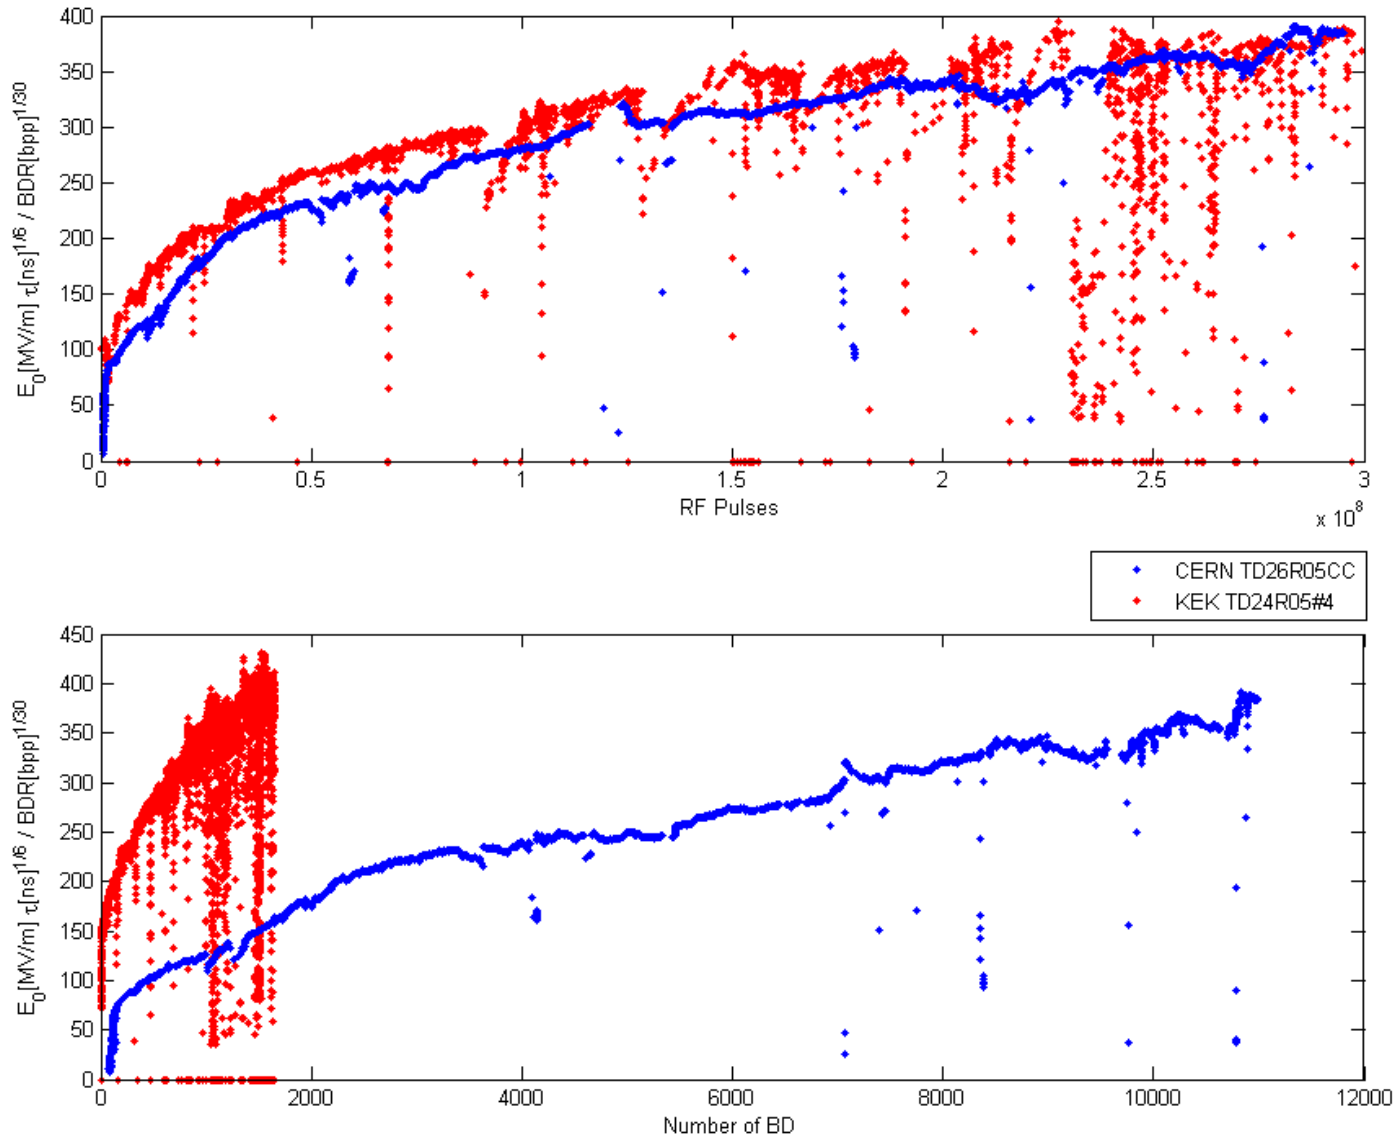 400
350
300
250
200
150
100
50
0
E₀[MV/m] τ[ns]^1/6 / BDR[bpp]^1/30
0 0.5 1 1.5 2 2.5 3
RF Pulses
x 10^8
CERN TD26R05CC
KEK TD24R05#4
450
400
350
300
250
200
150
100
50
0
E₀[MV/m] τ[ns]^1/6 / BDR[bpp]^1/30
0 2000 4000 6000 8000 10000 12000
Number of BD